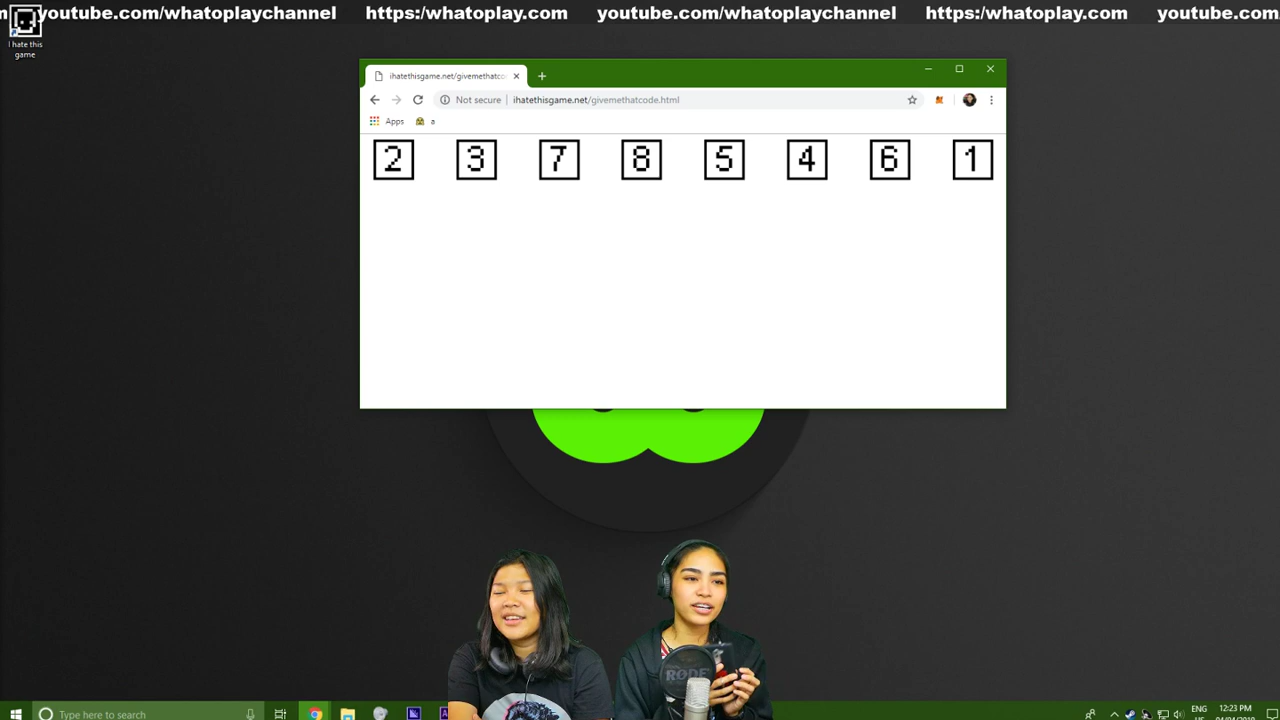 youtube.com/whatoplaychannel https:/whatoplay.com youtube.com/whatoplaychannel https:/whatoplay.com youtube.com
I hate this
game
ihatethisgame.net/givemethatco
Not secure ihatethisgame.net/givemethatcode.html
Apps a
2 3 7 8 5 4 6 1
RODE
Type here to search
ENG
12:23 PM